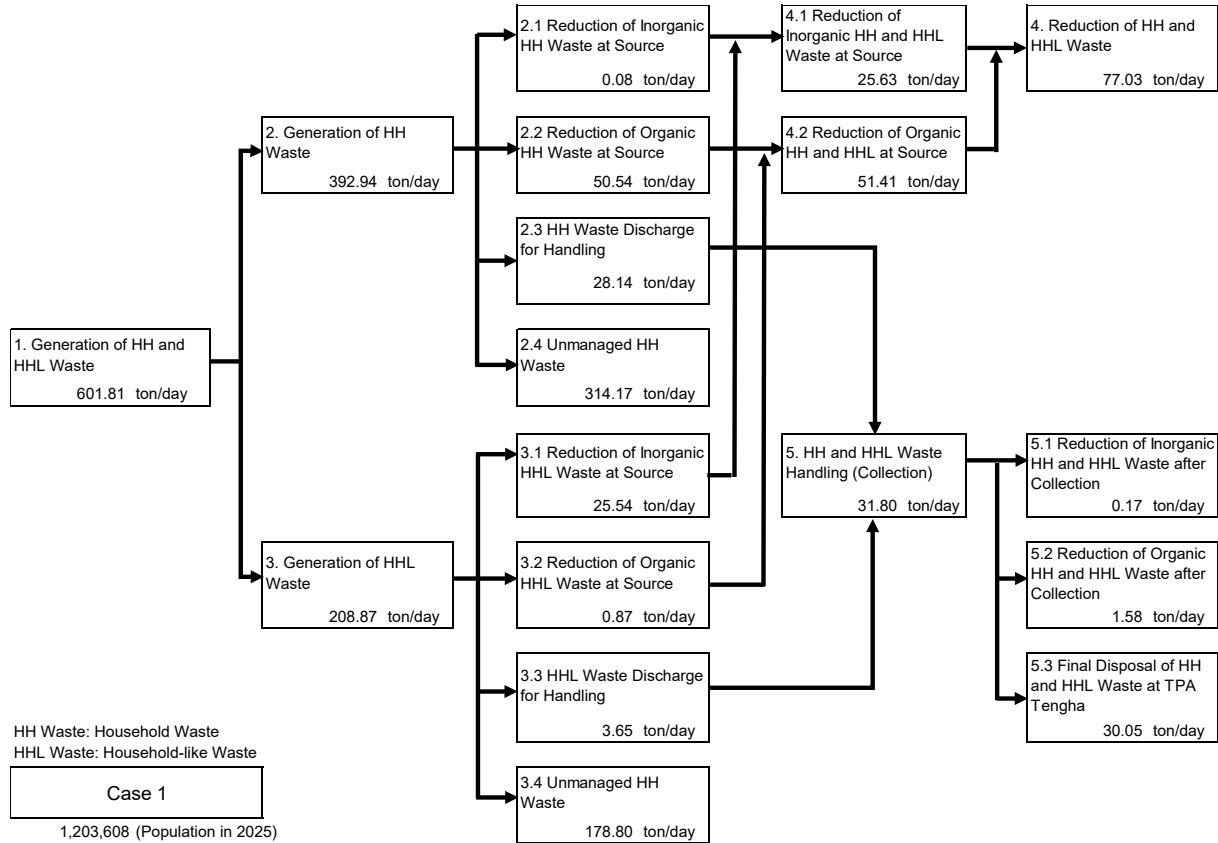 1. Generation of HH and
HHL Waste
601.81 ton/day
2. Generation of HH
Waste
392.94 ton/day
3. Generation of HHL
Waste
208.87 ton/day
2.1 Reduction of Inorganic
HH Waste at Source
0.08 ton/day
2.2 Reduction of Organic
HH Waste at Source
50.54 ton/day
2.3 HH Waste Discharge
for Handling
28.14 ton/day
2.4 Unmanaged HH
Waste
314.17 ton/day
3.1 Reduction of Inorganic
HHL Waste at Source
25.54 ton/day
3.2 Reduction of Organic
HHL Waste at Source
0.87 ton/day
3.3 HHL Waste Discharge
for Handling
3.65 ton/day
3.4 Unmanaged HH
Waste
178.80 ton/day
4.1 Reduction of
Inorganic HH and HHL
Waste at Source
25.63 ton/day
4.2 Reduction of Organic
HH and HHL at Source
51.41 ton/day
4. Reduction of HH and
HHL Waste
77.03 ton/day
5. HH and HHL Waste
Handling (Collection)
31.80 ton/day
5.1 Reduction of Inorganic
HH and HHL Waste after
Collection
0.17 ton/day
5.2 Reduction of Organic
HH and HHL Waste after
Collection
1.58 ton/day
5.3 Final Disposal of HH
and HHL Waste at TPA
Tengha
30.05 ton/day
HH Waste: Household Waste
HHL Waste: Household-like Waste
Case 1
1,203,608 (Population in 2025)